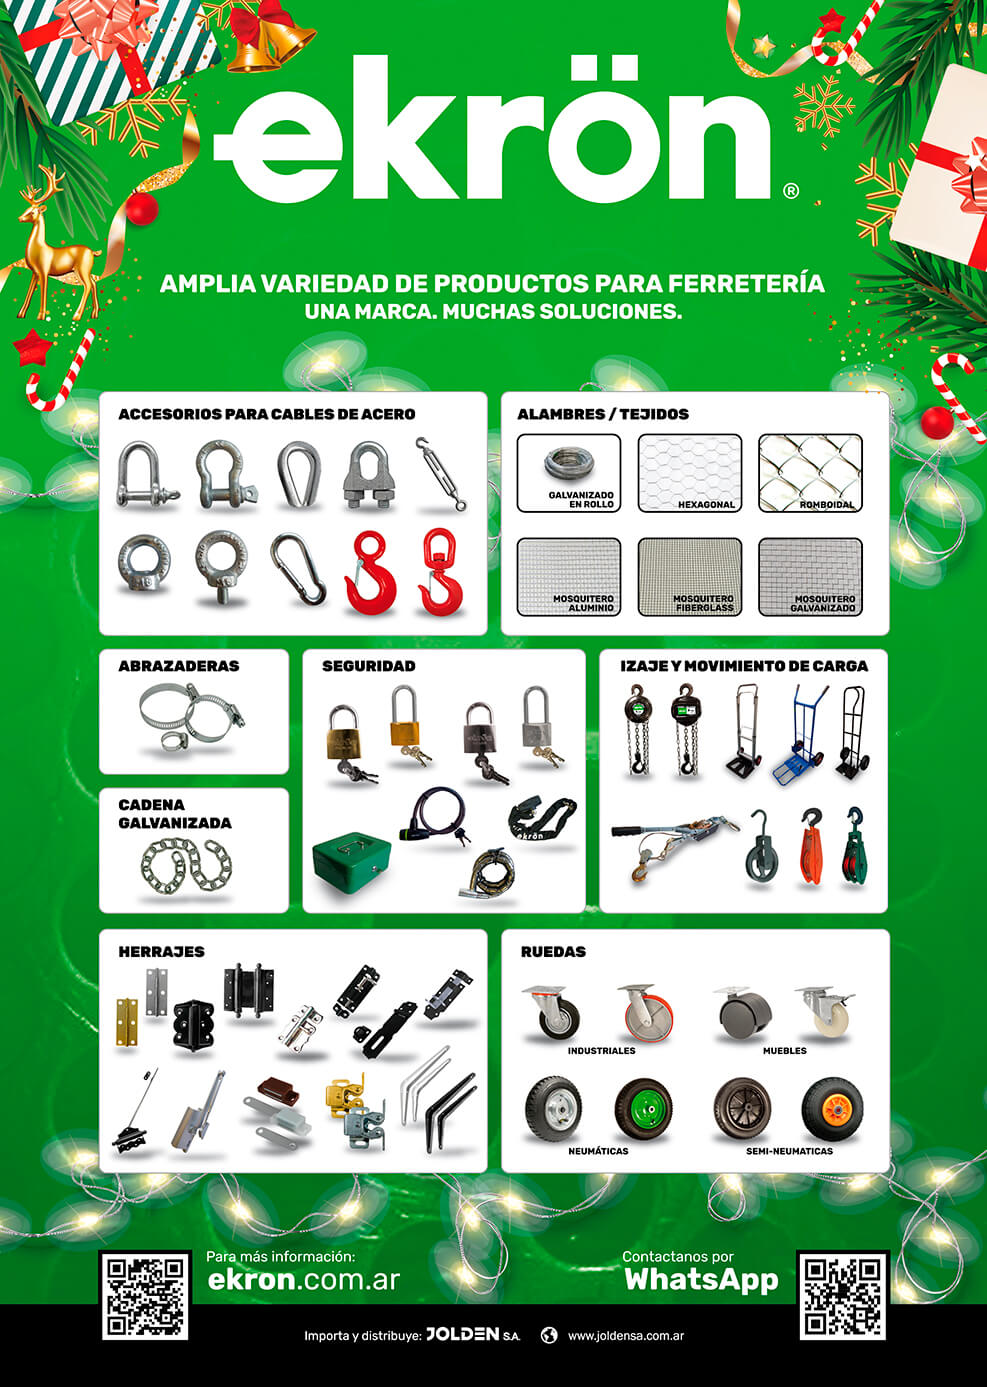 ekrön®
AMPLIA VARIEDAD DE PRODUCTOS PARA FERRETERÍA
UNA MARCA. MUCHAS SOLUCIONES.
ACCESORIOS PARA CABLES DE ACERO
ALAMBRES / TEJIDOS
GALVANIZADO
EN ROLLO
HEXAGONAL
ROMBOIDAL
MOSQUITERO
ALUMINIO
MOSQUITERO
FIBERGLASS
MOSQUITERO
GALVANIZADO
ABRAZADERAS
CADENA
GALVANIZADA
SEGURIDAD
ekrön
ekrön
IZAJE Y MOVIMIENTO DE CARGA
HERRAJES
RUEDAS
INDUSTRIALES
MUEBLES
NEUMÁTICAS
SEMI-NEUMATICAS
Para más información:
ekron.com.ar
Contactanos por
WhatsApp
Importa y distribuye: JOLDEN S.A. www.joldensa.com.ar